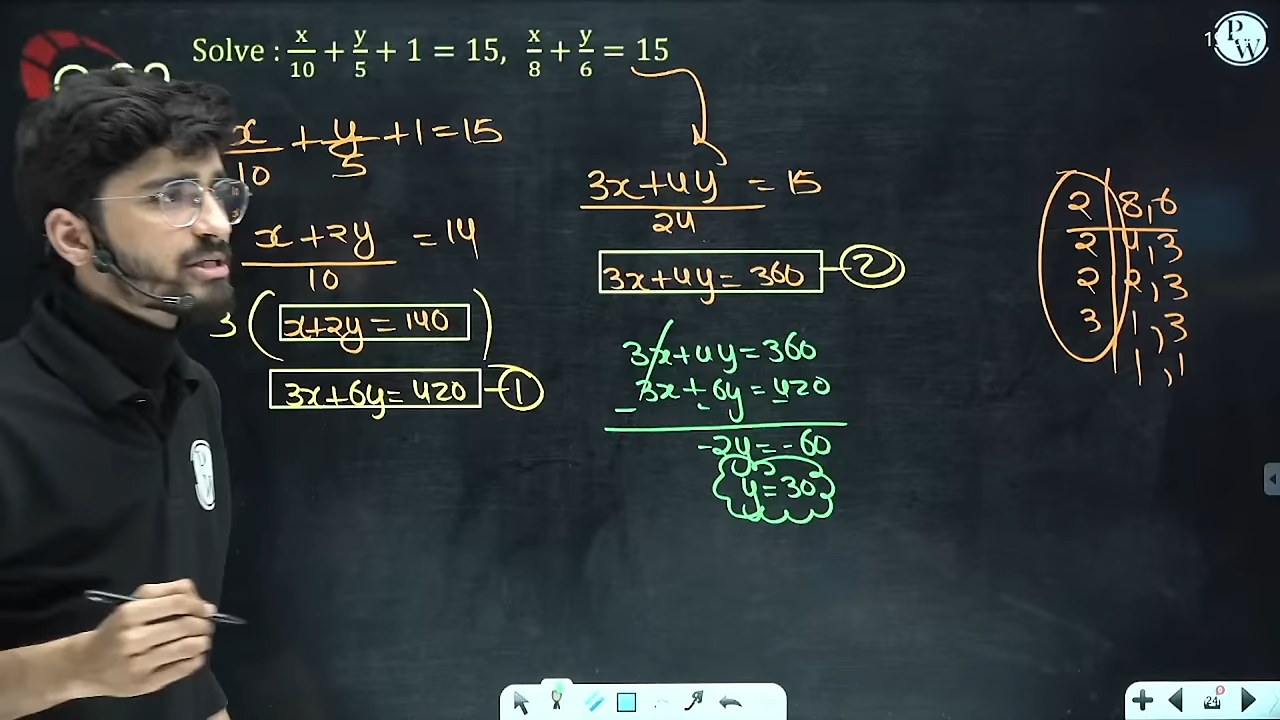 Solve : x/10 + y/5 + 1 = 15, x/8 + y/6 = 15
PW
x/10 + y/5 + 1 = 15
(x+2y)/10 = 14
3 ( x+2y = 140 )
3x+6y = 420 - 1
(3x+4y)/24 = 15
3x+4y = 360 - 2
3x+4y = 360
3x+6y = 420
- - -
-2y = -60
y = 30
2 | 8,6
2 | 4,3
2 | 2,3
3 | 1,3
1,1
PW
24